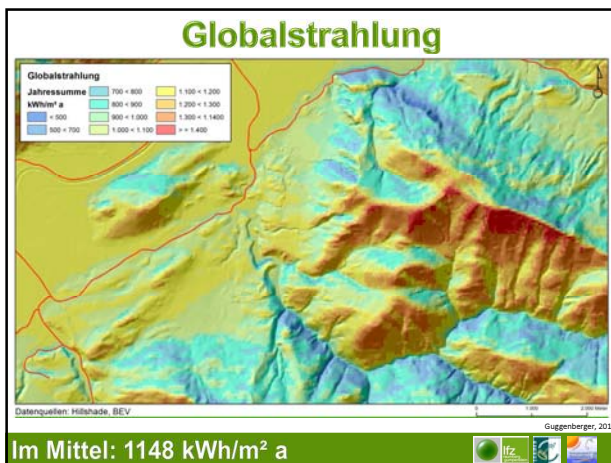 Globalstrahlung
Globalstrahlung
Jahressumme
kWh/m² a
< 500
500 < 700
700 < 800
800 < 900
900 < 1.000
1.000 < 1.100
1.100 < 1.200
1.200 < 1.300
1.300 < 1.1400
> = 1.400
Datenquellen: Hillshade, BEV
0 1.000 2.000 Meter
Guggenberger, 201
Im Mittel: 1148 kWh/m² a
lfz